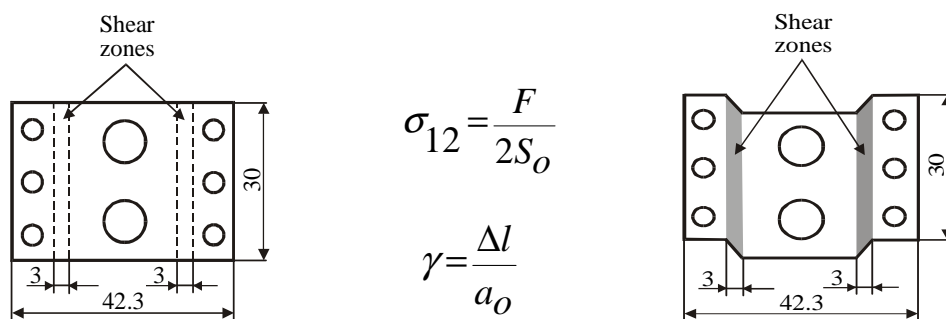 Shear
zones
30
3
3
42.3
σ12 = F / 2So
γ = Δl / ao
Shear
zones
30
3
3
42.3